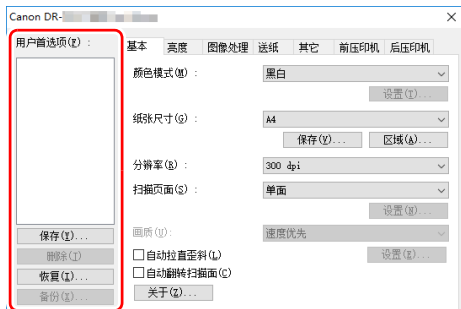 Canon DR-
用户首选项(F) :
保存(I)...
删除(J)
恢复(I)...
备份(X)...
基本 亮度 图像处理 送纸 其它 前压印机 后压印机
颜色模式(M) : 黑白
设置(I)...
纸张尺寸(G) : A4
保存(Y)... 区域(A)...
分辨率(R) : 300 dpi
扫描页面(S) : 单面
设置(N)...
画质(U): 速度优先
自动拉直歪斜(L) 设置(E)...
自动翻转扫描面(C)
关于(Z)...